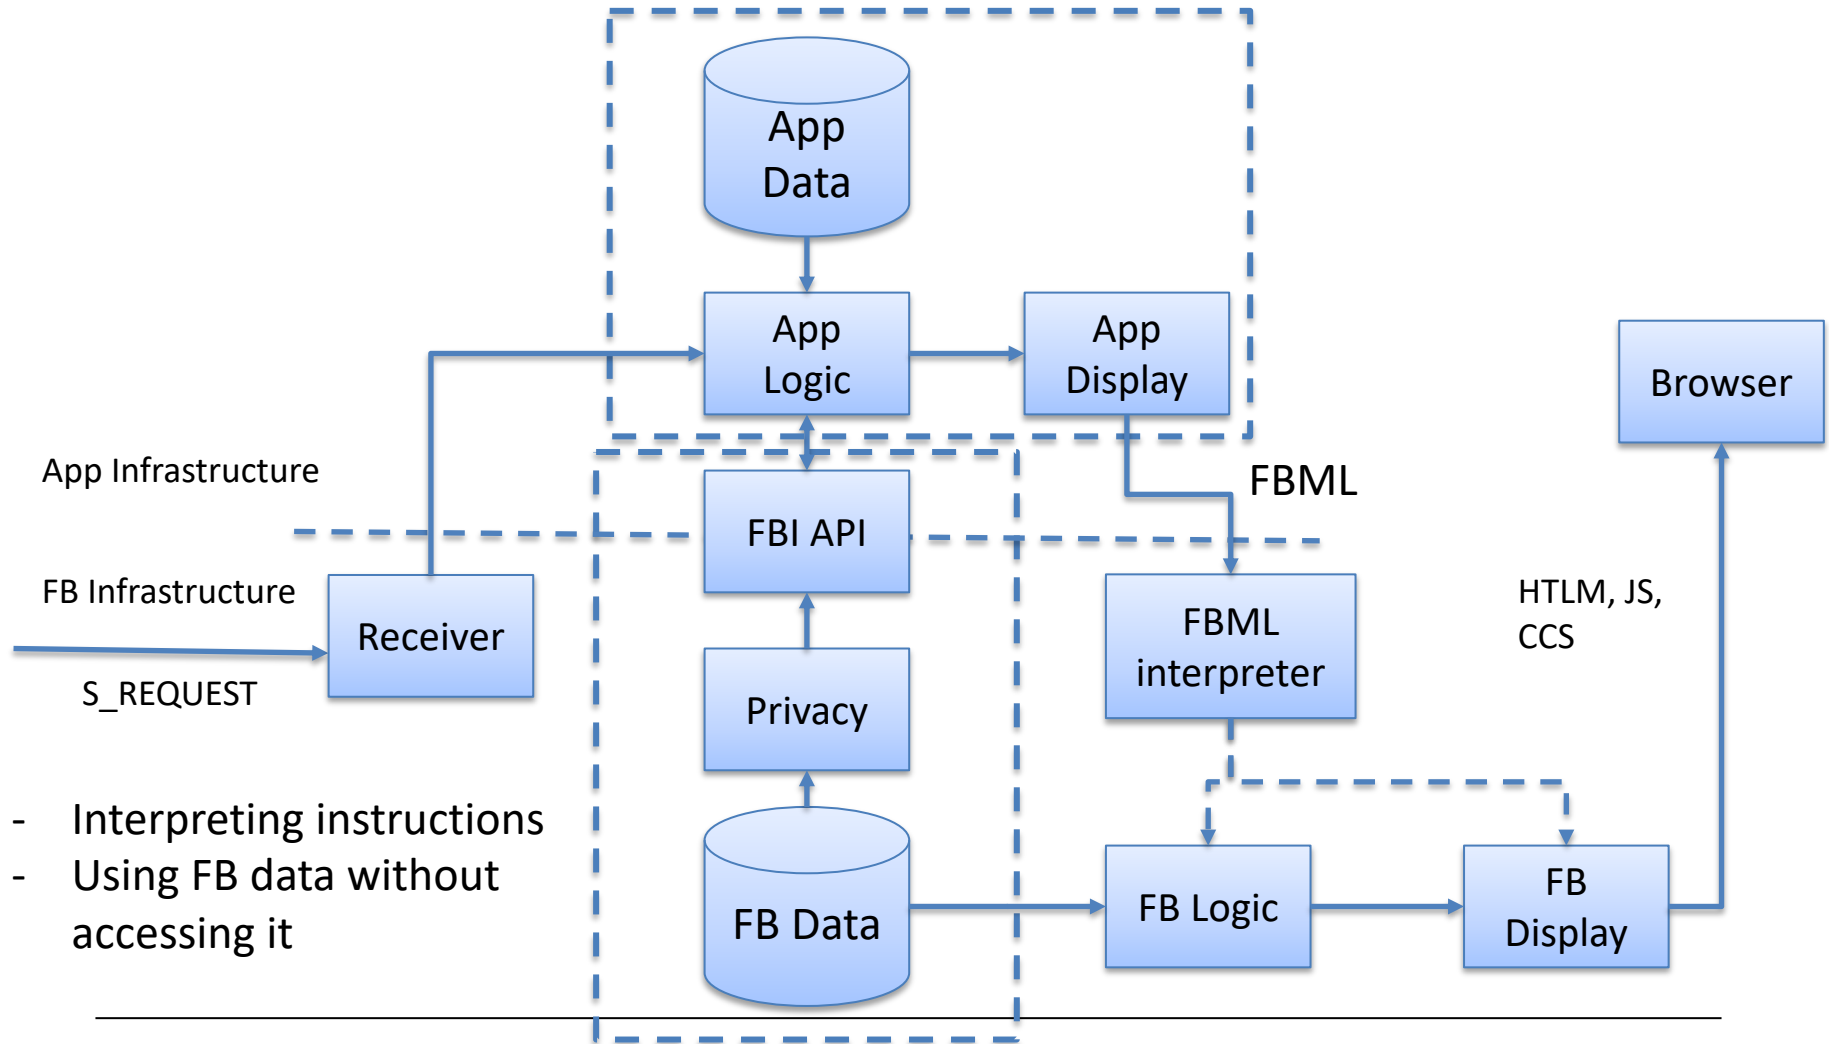 App
Data
App
Logic
App
Display
Browser
App Infrastructure
FBML
FBI API
FB Infrastructure
Receiver
S_REQUEST
FBML
interpreter
HTLM, JS,
CCS
Privacy
- Interpreting instructions
- Using FB data without
accessing it
FB Data
FB Logic
FB
Display